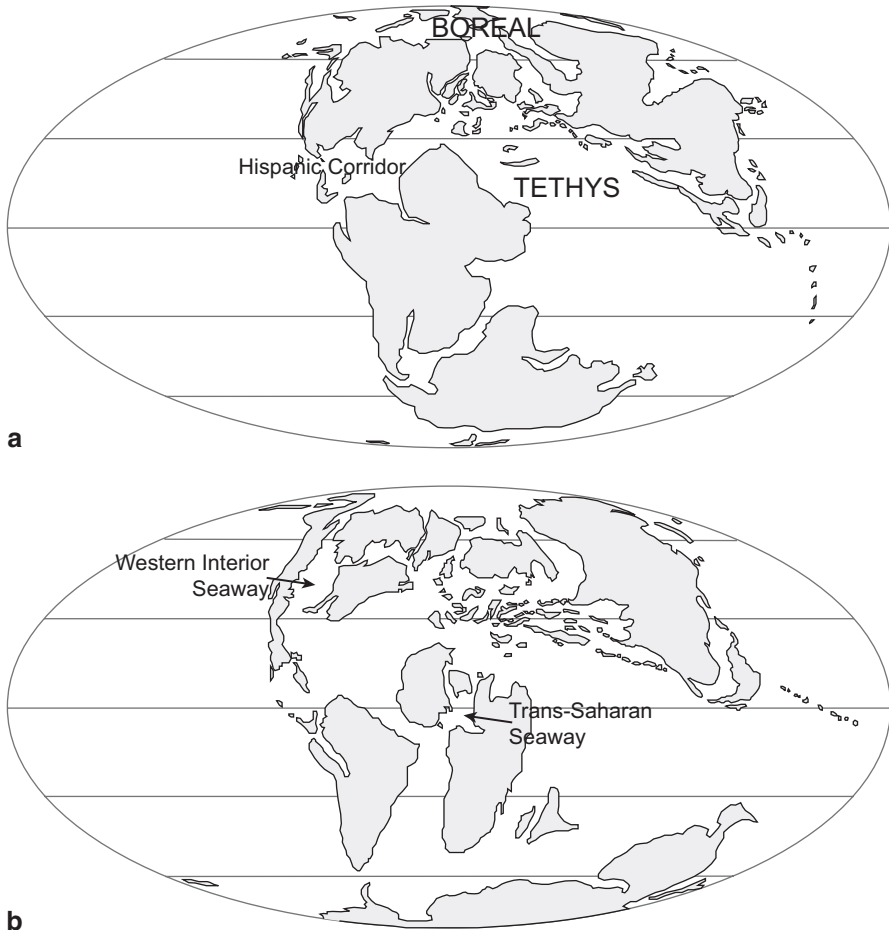 BOREAL
Hispanic Corridor
TETHYS
a
Western Interior
Seaway
Trans-Saharan
Seaway
b